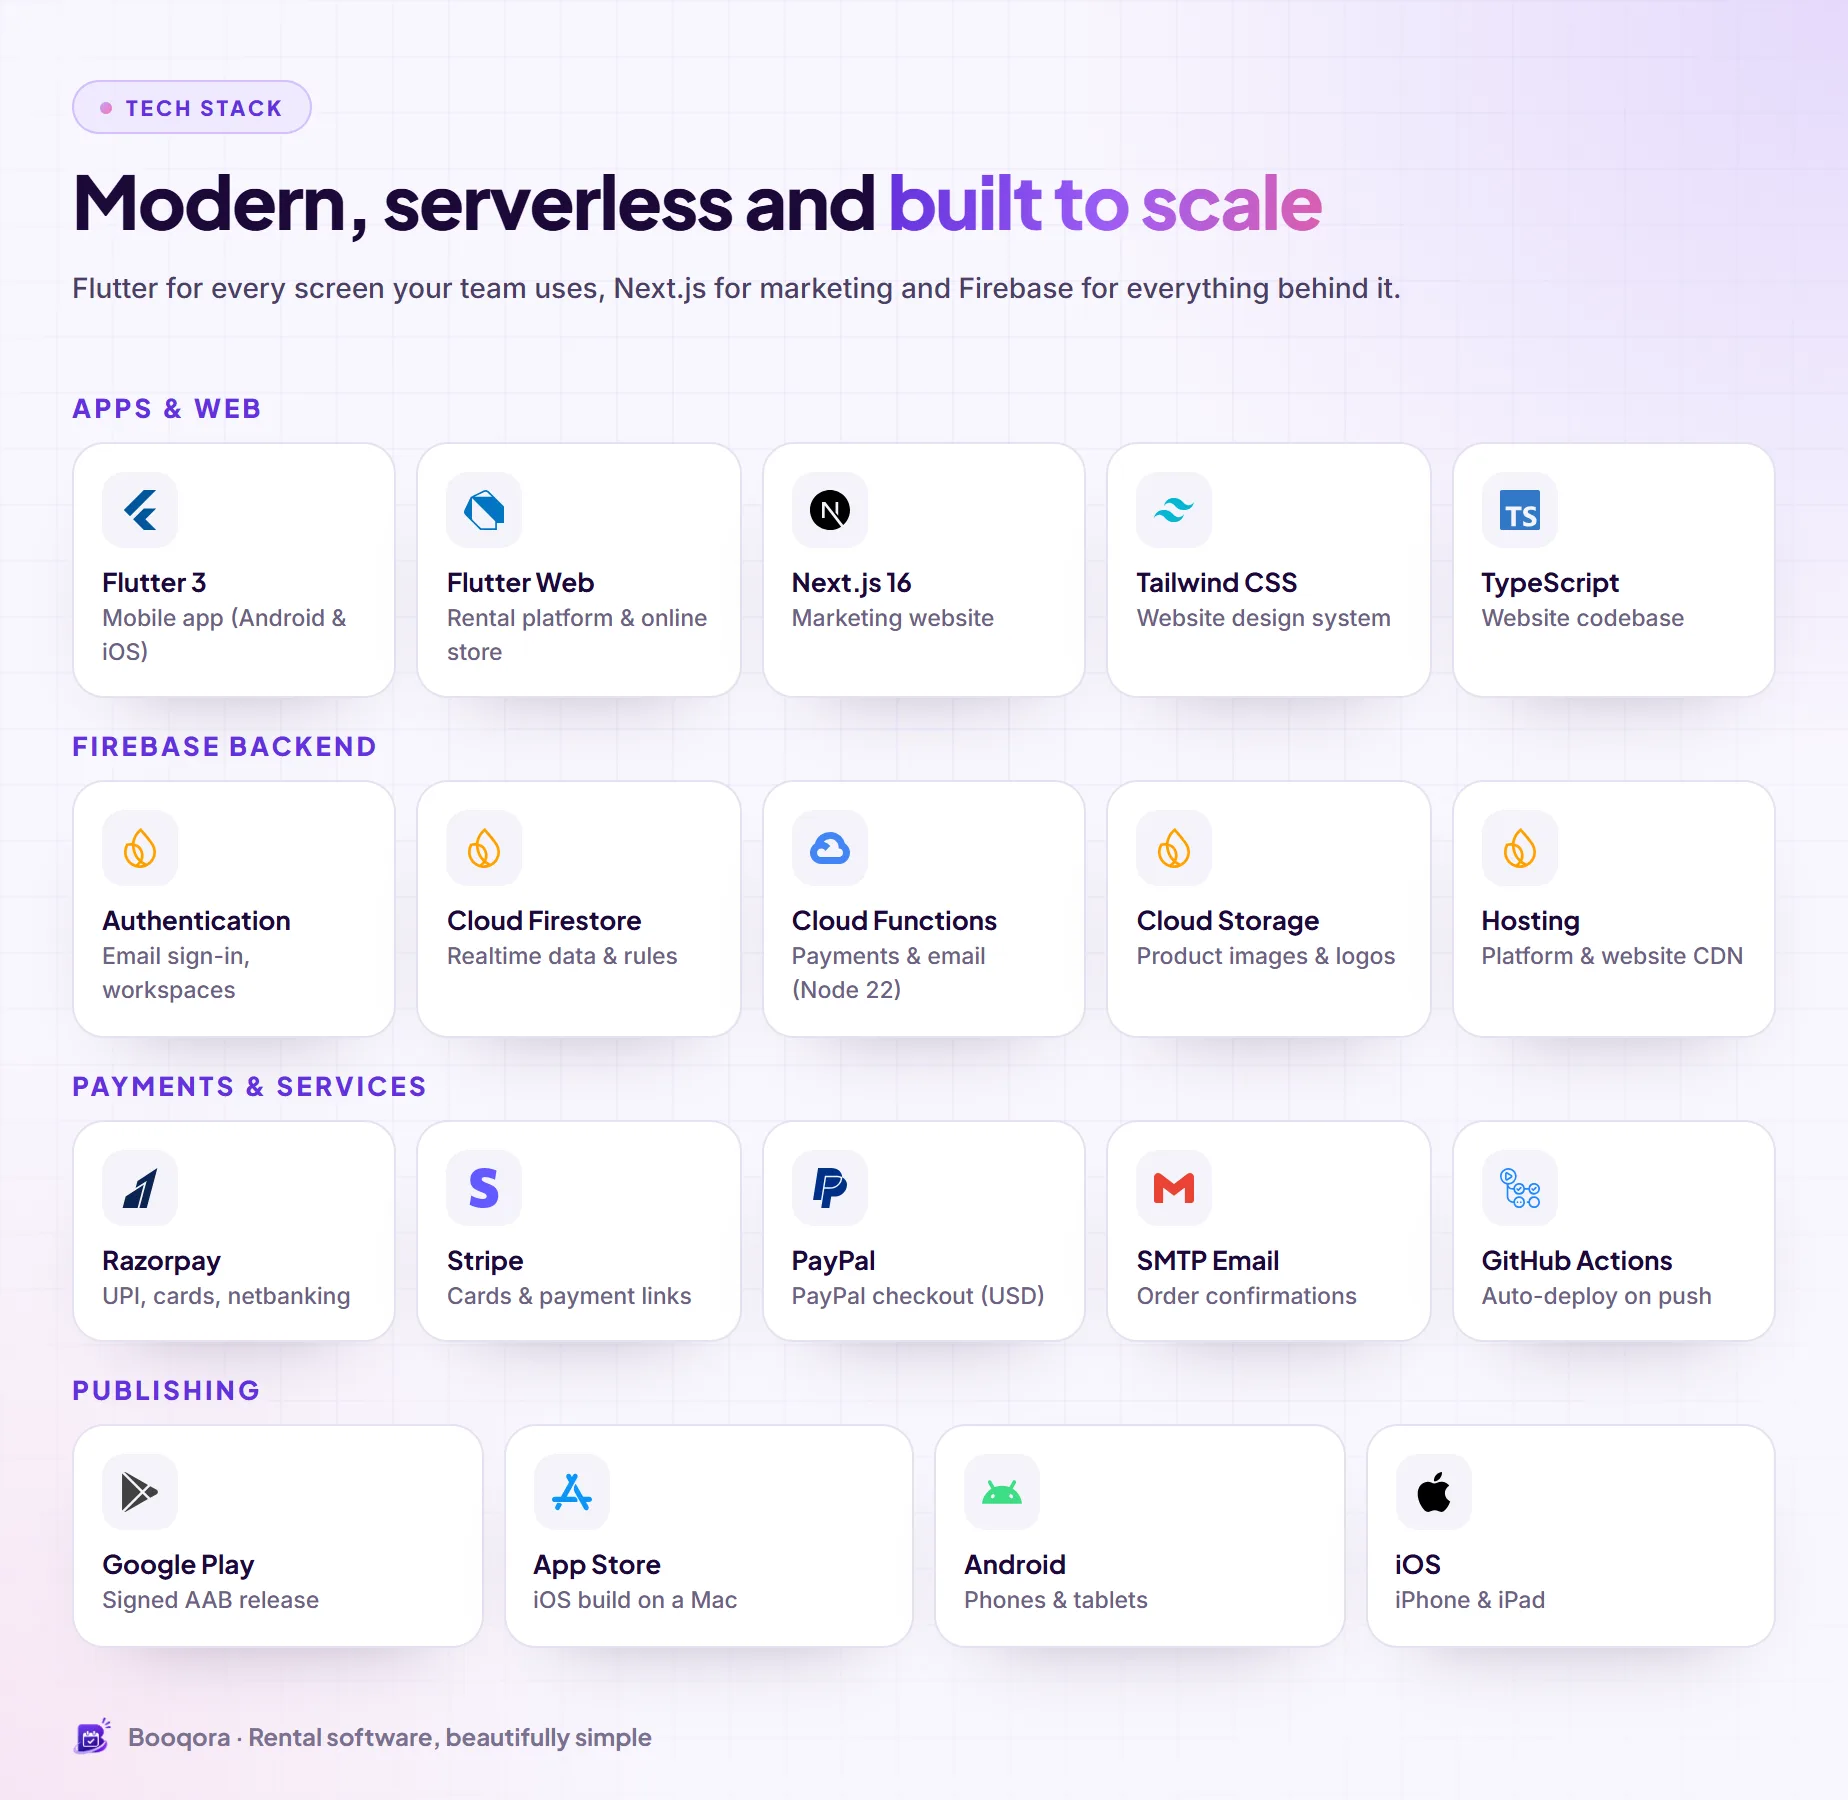 TECH STACK
Modern, serverless and built to scale
Flutter for every screen your team uses, Next.js for marketing and Firebase for everything behind it.
APPS & WEB
Flutter 3
Mobile app (Android &
iOS)
Flutter Web
Rental platform & online
store
N
Next.js 16
Marketing website
Tailwind CSS
Website design system
TS
TypeScript
Website codebase
FIREBASE BACKEND
Authentication
Email sign-in,
workspaces
Cloud Firestore
Realtime data & rules
Cloud Functions
Payments & email
(Node 22)
Cloud Storage
Product images & logos
Hosting
Platform & website CDN
PAYMENTS & SERVICES
Razorpay
UPI, cards, netbanking
S
Stripe
Cards & payment links
PayPal
PayPal checkout (USD)
SMTP Email
Order confirmations
GitHub Actions
Auto-deploy on push
PUBLISHING
Google Play
Signed AAB release
App Store
iOS build on a Mac
Android
Phones & tablets
iOS
iPhone & iPad
Booqora · Rental software, beautifully simple